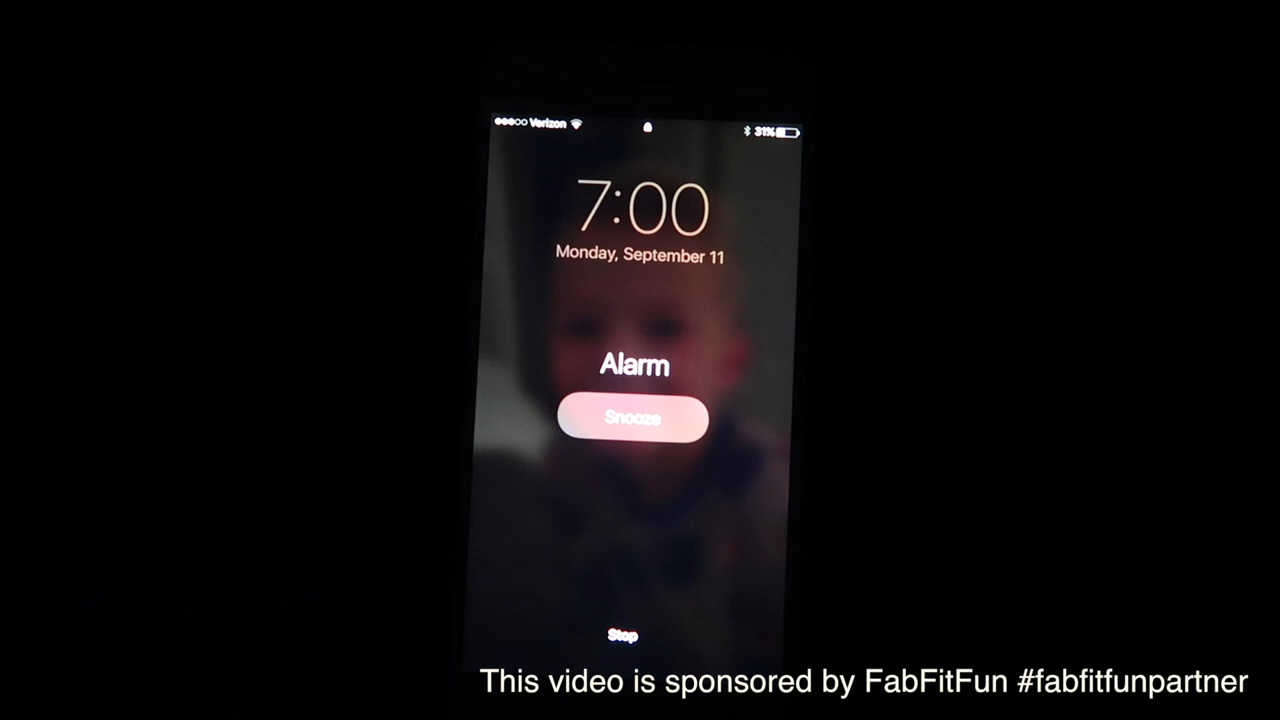 ●●●○○ Verizon 31%
7:00
Monday, September 11
Alarm
Snooze
Stop
This video is sponsored by FabFitFun #fabfitfunpartner